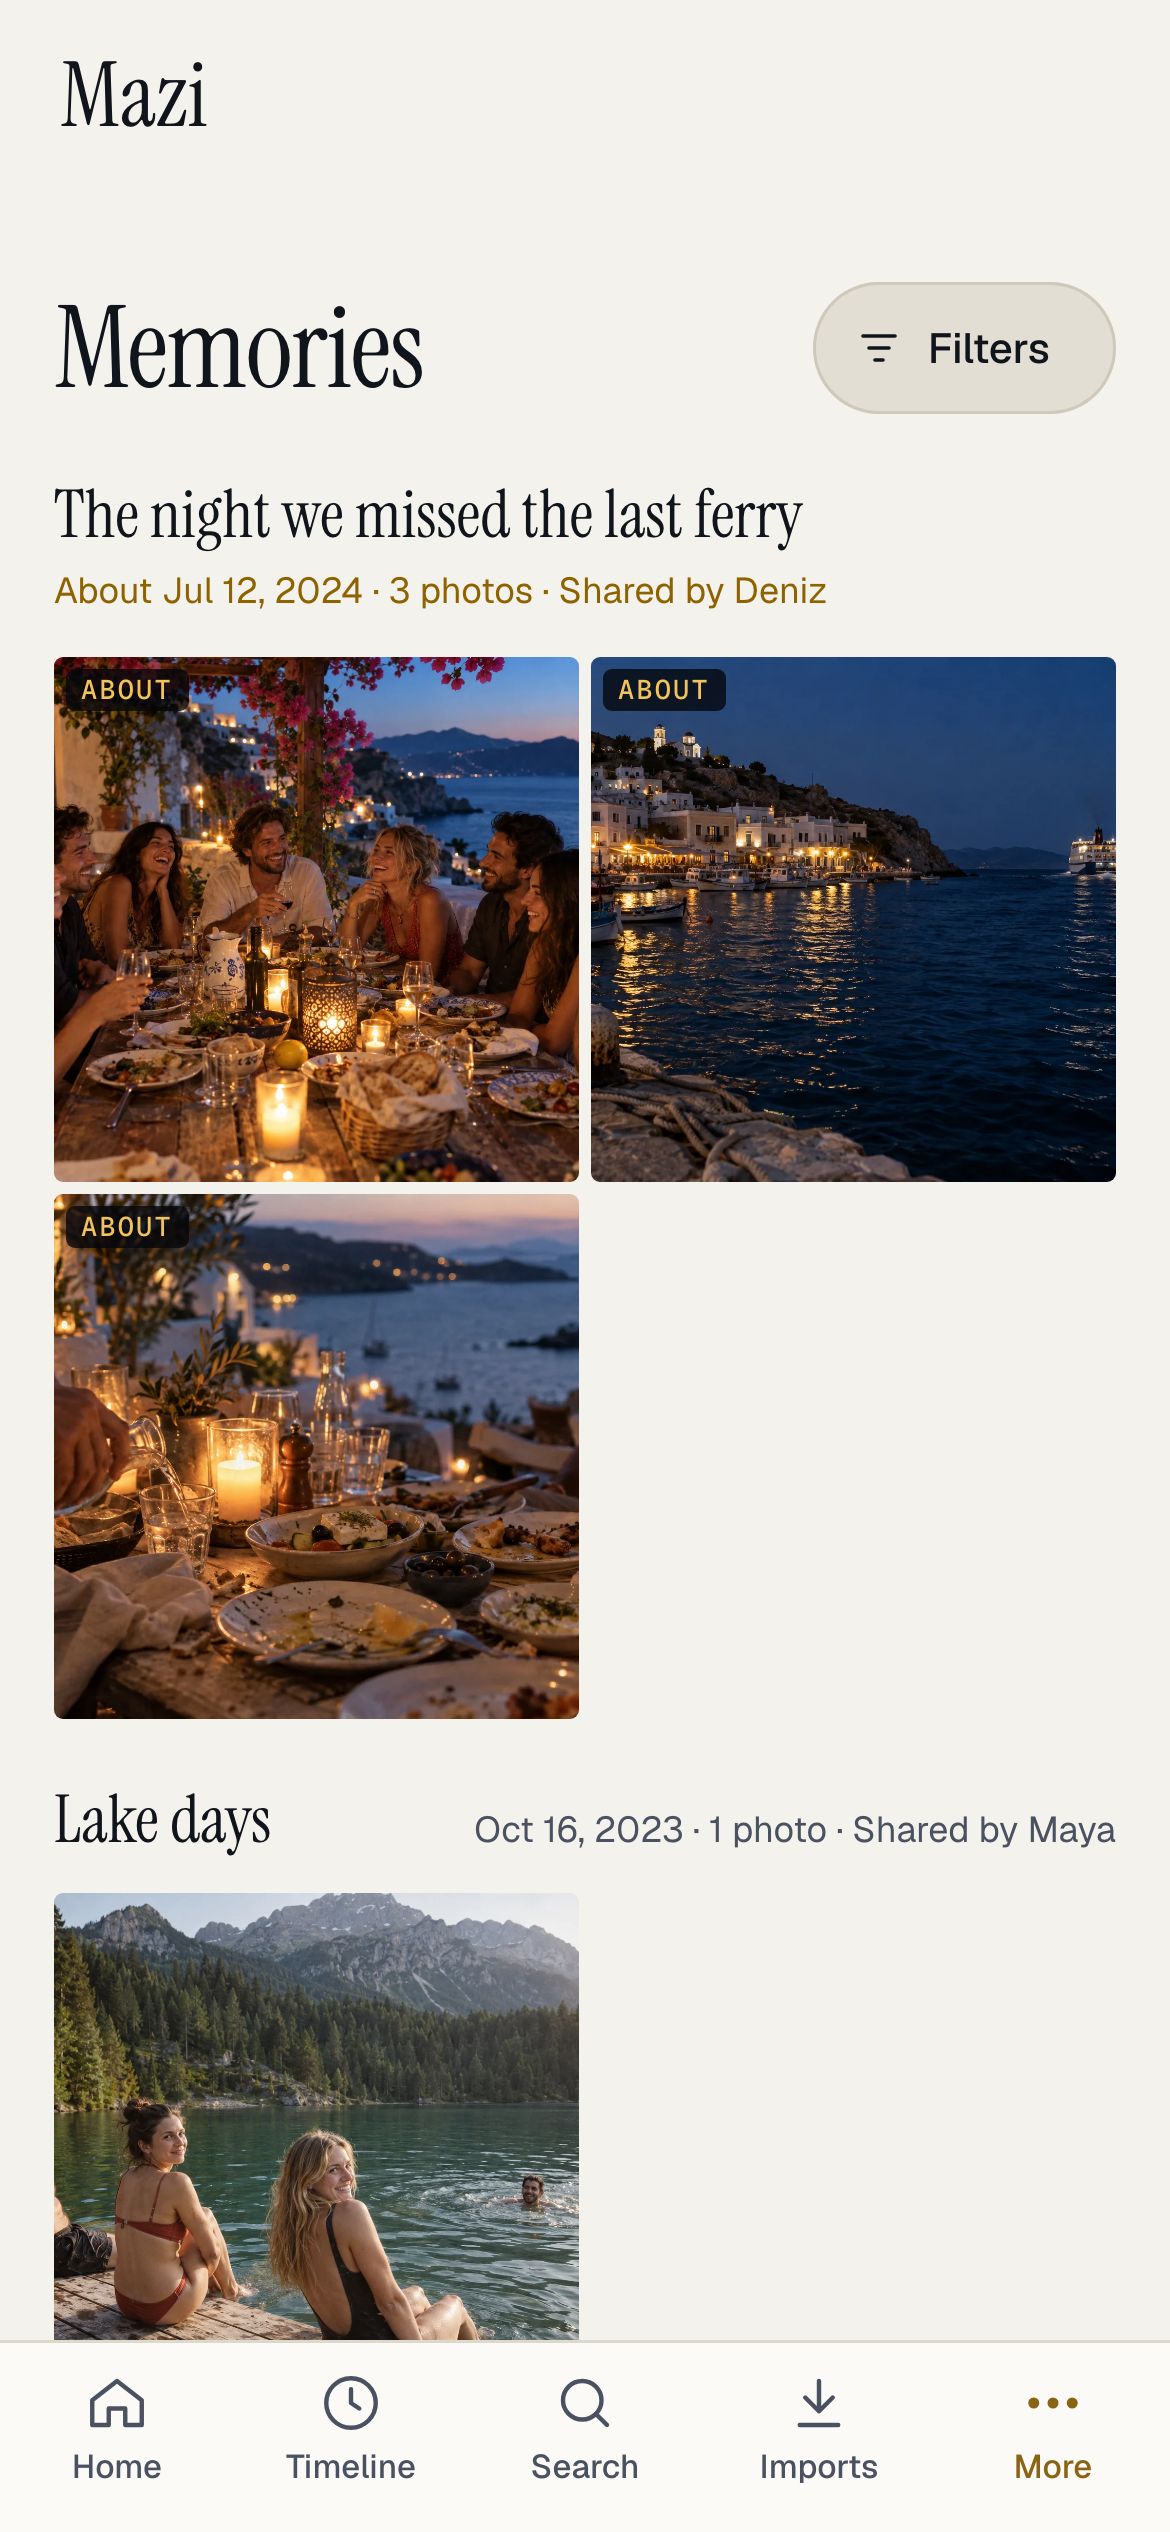 Mazi
Memories
Filters
The night we missed the last ferry
About Jul 12, 2024 · 3 photos · Shared by Deniz
ABOUT
ABOUT
ABOUT
Lake days
Oct 16, 2023 · 1 photo · Shared by Maya
Home
Timeline
Search
Imports
More